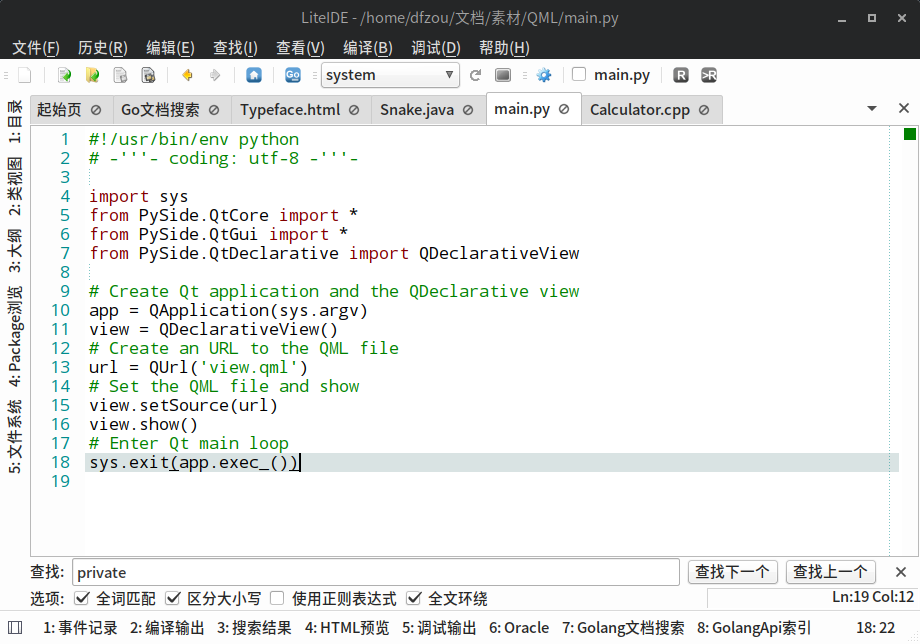 LiteIDE - /home/dfzou/文档/素材/QML/main.py
文件(F) 历史(R) 编辑(E) 查找(I) 查看(V) 编译(B) 调试(D) 帮助(H)
Go system main.py R >R
起始页 Go文档搜索 Typeface.html Snake.java main.py Calculator.cpp
1: 目录
2: 类视图
3: 大纲
4: Package浏览
5: 文件系统
1 #!/usr/bin/env python
2 # -'''- coding: utf-8 -'''-
3
4 import sys
5 from PySide.QtCore import *
6 from PySide.QtGui import *
7 from PySide.QtDeclarative import QDeclarativeView
8
9 # Create Qt application and the QDeclarative view
10 app = QApplication(sys.argv)
11 view = QDeclarativeView()
12 # Create an URL to the QML file
13 url = QUrl('view.qml')
14 # Set the QML file and show
15 view.setSource(url)
16 view.show()
17 # Enter Qt main loop
18 sys.exit(app.exec_())
19
查找: private 查找下一个 查找上一个
选项: 全词匹配 区分大小写 使用正则表达式 全文环绕 Ln:19 Col:12
1:事件记录 2:编译输出 3:搜索结果 4:HTML预览 5:调试输出 6:Oracle 7:Golang文档搜索 8:GolangApi索引 18:22